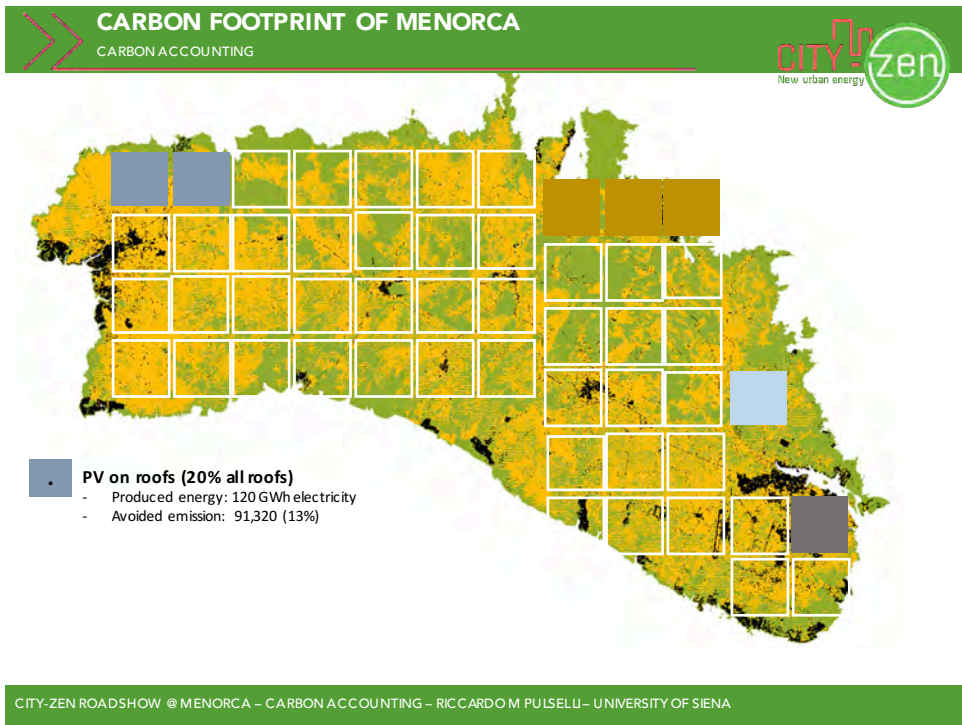 CARBON FOOTPRINT OF MENORCA
CARBON ACCOUNTING
CITY
zen
New urban energy
.
PV on roofs (20% all roofs)
- Produced energy: 120 GWh electricity
- Avoided emission: 91,320 (13%)
CITY-ZEN ROADSHOW @ MENORCA – CARBON ACCOUNTING – RICCARDO M PULSELLI – UNIVERSITY OF SIENA